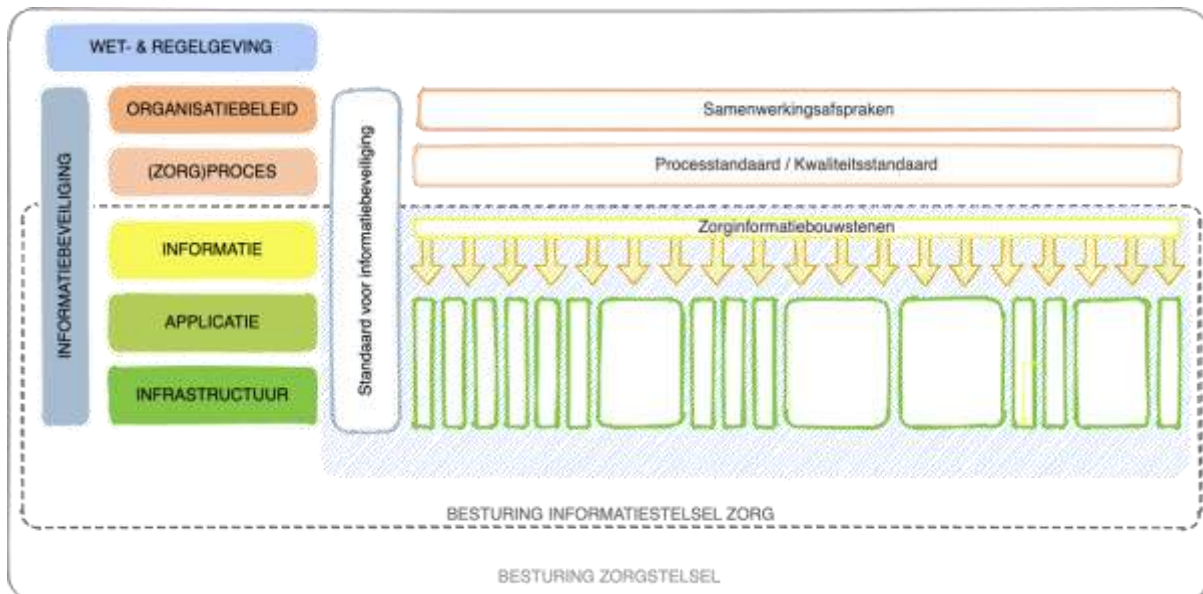 WET- & REGELGEVING
INFORMATIEBEVEILIGING
ORGANISATIEBELEID
(ZORG)PROCES
INFORMATIE
APPLICATIE
INFRASTRUCTUUR
Standaard voor informatiebeveiliging
Samenwerkingsafspraken
Processtandaard / Kwaliteitsstandaard
Zorginformatiebouwstenen
BESTURING INFORMATIESTELSEL ZORG
BESTURING ZORGSTELSEL